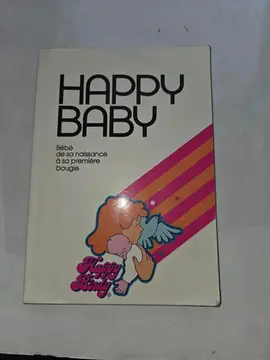 HAPPY
BABY
Bébé
de sa naissance
à sa première
bougie
Happy
Baby